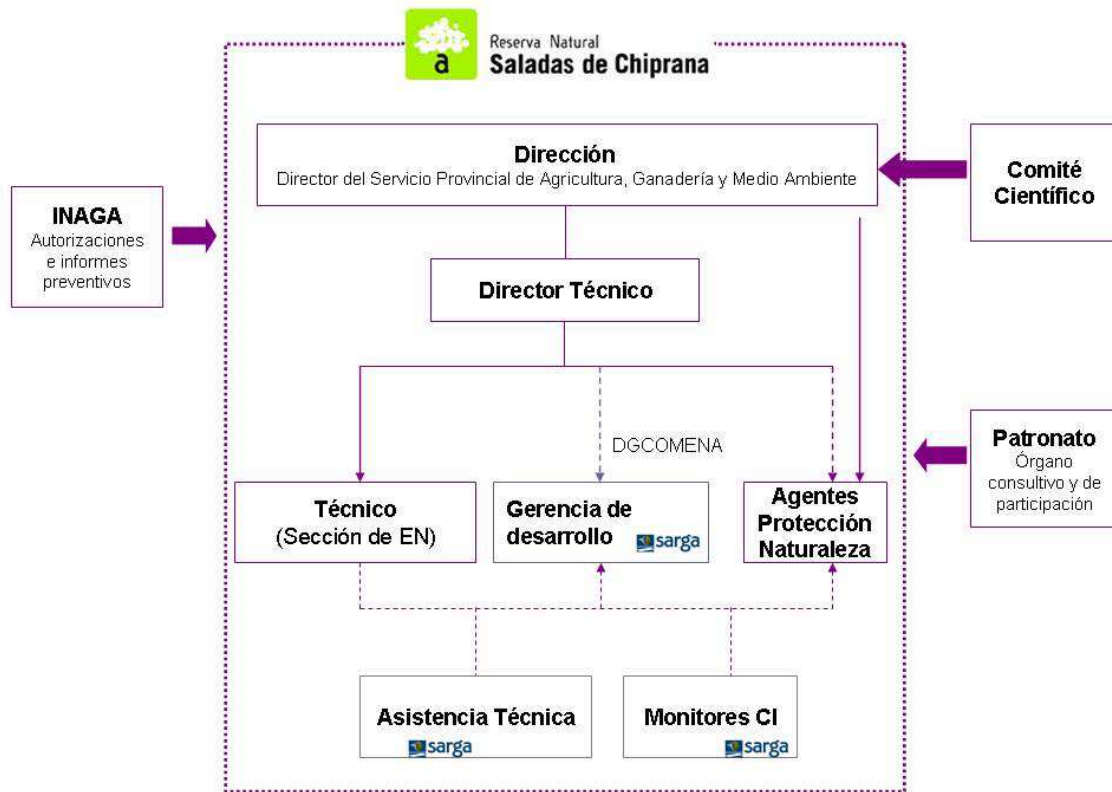 Reserva Natural
Saladas de Chiprana
a
Dirección
Director del Servicio Provincial de Agricultura, Ganadería y Medio Ambiente
Comité
Científico
INAGA
Autorizaciones
e informes
preventivos
Director Técnico
DGCOMENA
Patronato
Órgano
consultivo y de
participación
Técnico
(Sección de EN)
Gerencia de
desarrollo
sarga
Agentes
Protección
Naturaleza
Asistencia Técnica
sarga
Monitores CI
sarga